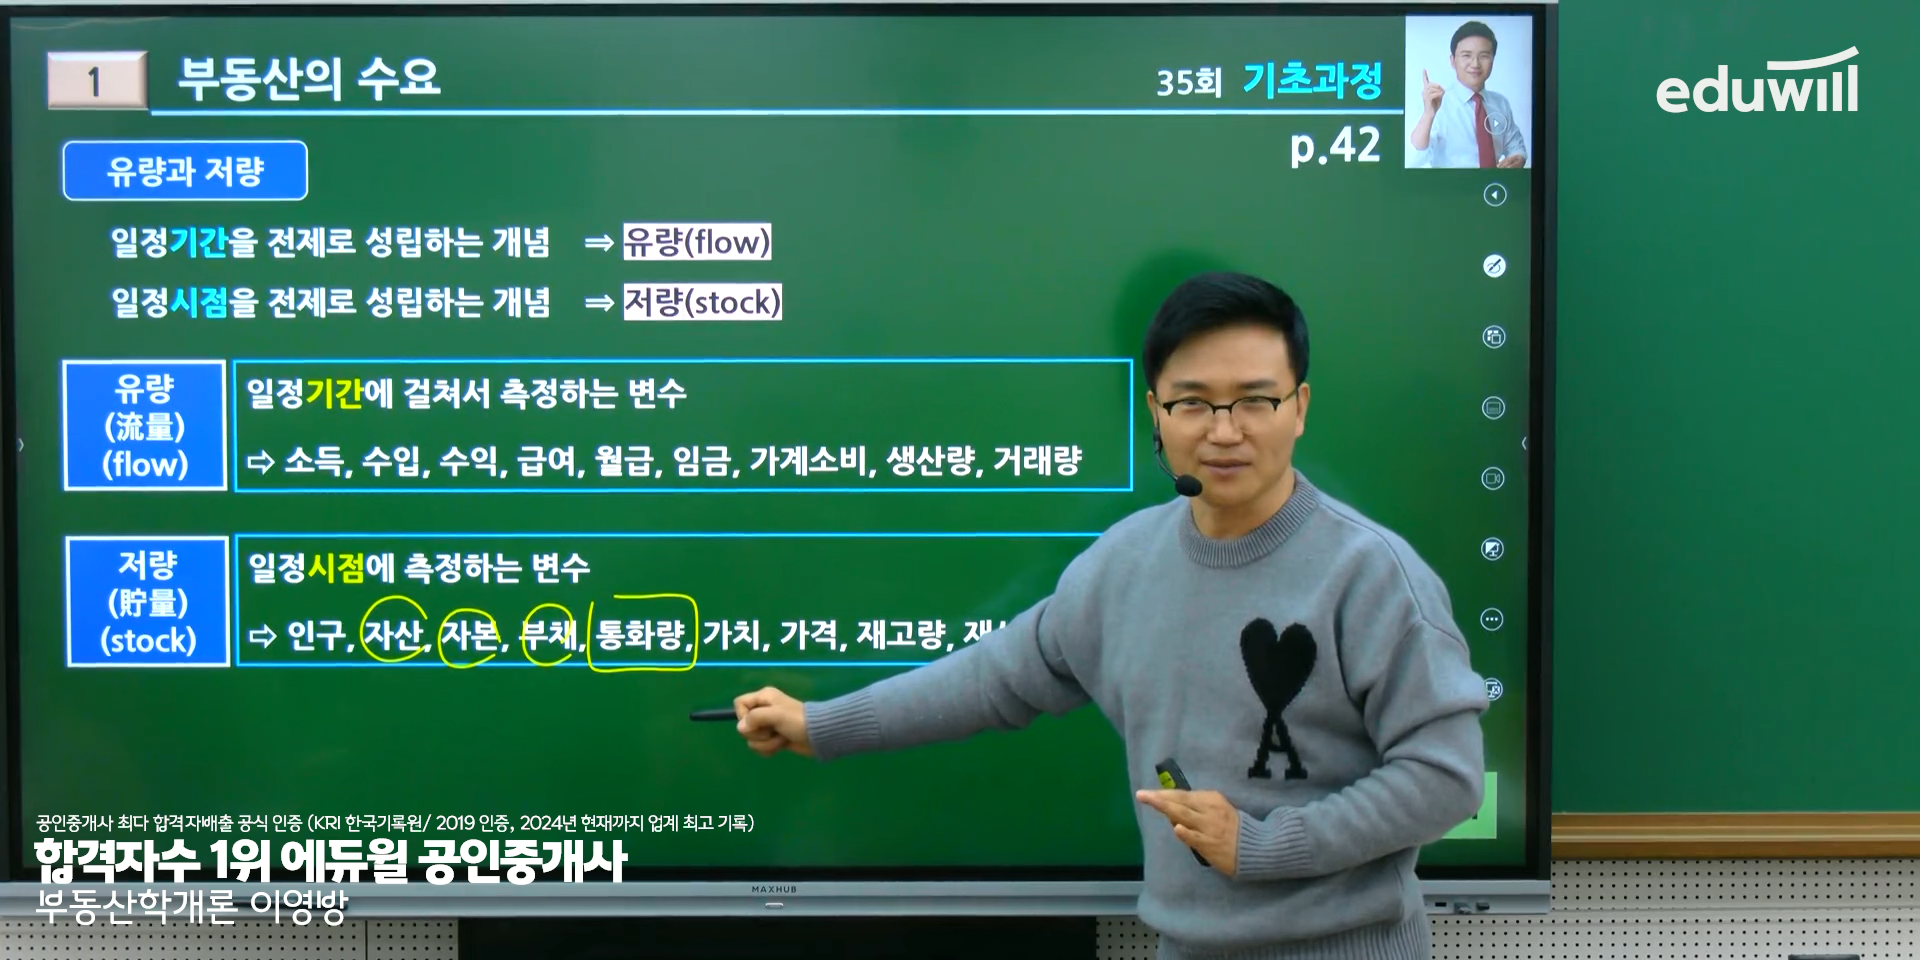 1 부동산의 수요
35회 기초과정
eduwill
p.42
유량과 저량
일정기간을 전제로 성립하는 개념 ⇒ 유량(flow)
일정시점을 전제로 성립하는 개념 ⇒ 저량(stock)
유량
(流量)
(flow)
일정기간에 걸쳐서 측정하는 변수
⇨ 소득, 수입, 수익, 급여, 월급, 임금, 가계소비, 생산량, 거래량
저량
(貯量)
(stock)
일정시점에 측정하는 변수
⇨ 인구, 자산, 자본, 부채, 통화량, 가치, 가격, 재고량,
A
공인중개사 최다 합격자배출 공식 인증 (KRI 한국기록원/ 2019 인증, 2024년 현재까지 업계 최고 기록)
합격자수 1위 에듀윌 공인중개사
부동산학개론 이영방
MAXHUB